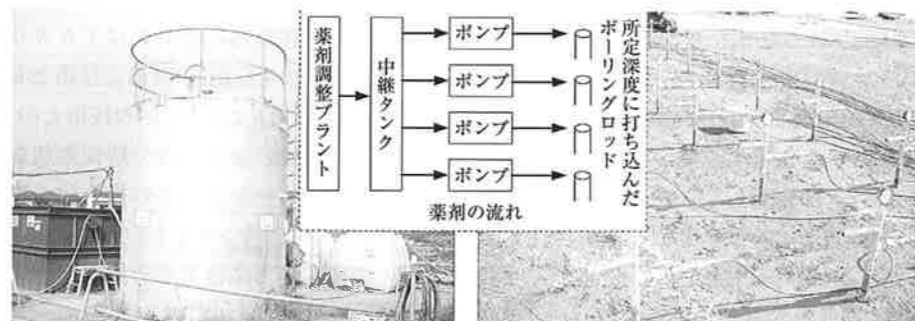 薬剤調整プラント
中継タンク
ポンプ
ポンプ
ポンプ
ポンプ
所定深度に打ち込んだ
ボーリングロッド
薬剤の流れ